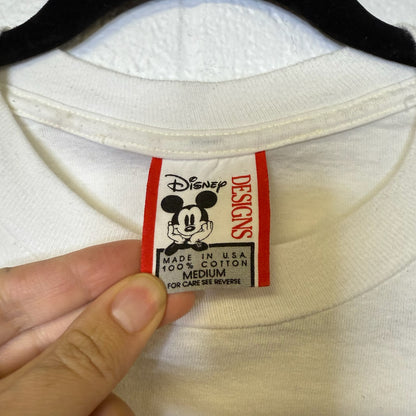 Disney
DESIGNS
MADE IN U.S.A.
100% COTTON
MEDIUM
FOR CARE SEE REVERSE